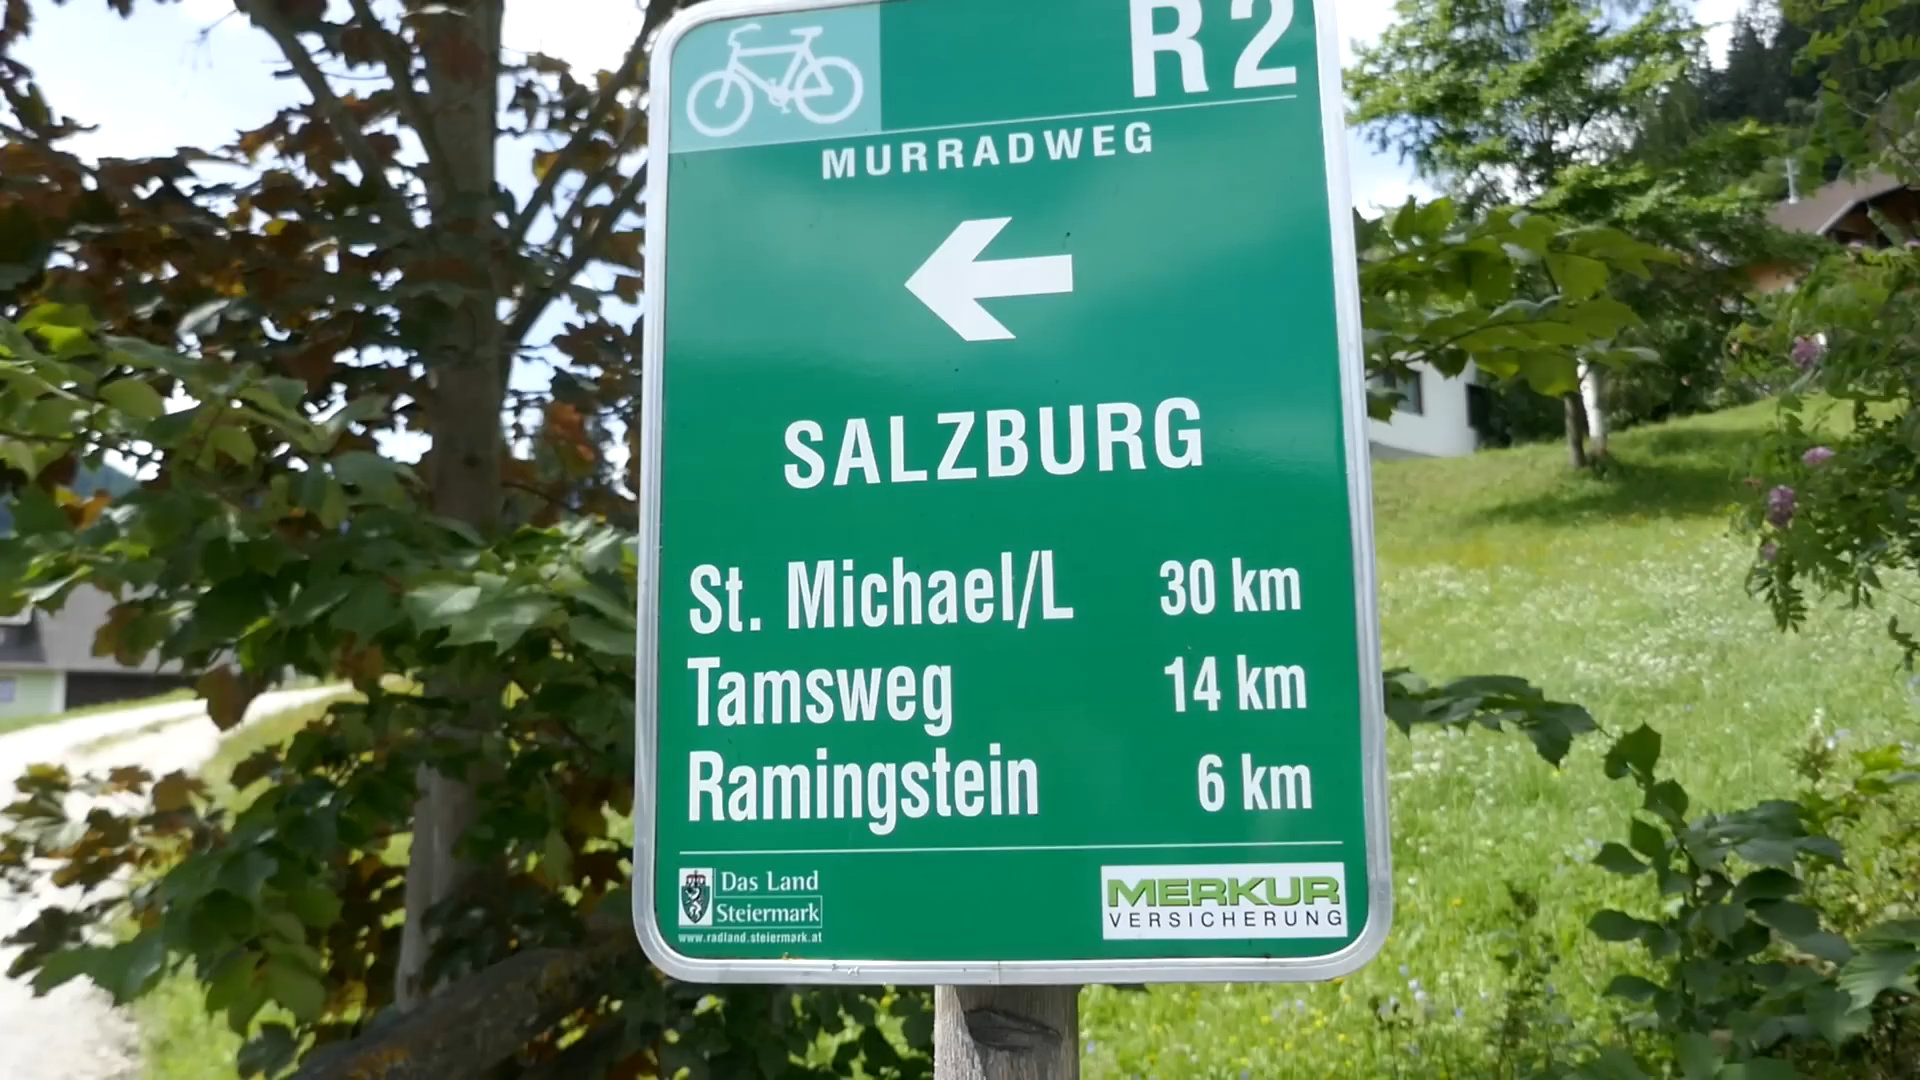 R2
MURRADWEG
SALZBURG
St. Michael/L 30 km
Tamsweg 14 km
Ramingstein 6 km
Das Land
Steiermark
www.radland.steiermark.at
MERKUR
VERSICHERUNG